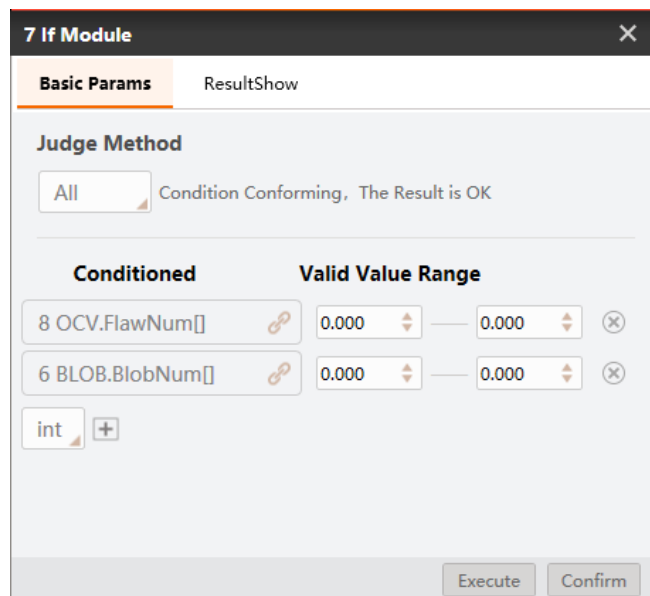 7 If Module
Basic Params ResultShow
Judge Method
All Condition Conforming, The Result is OK
Conditioned Valid Value Range
8 OCV.FlawNum[] 0.000 0.000
6 BLOB.BlobNum[] 0.000 0.000
int
Execute Confirm